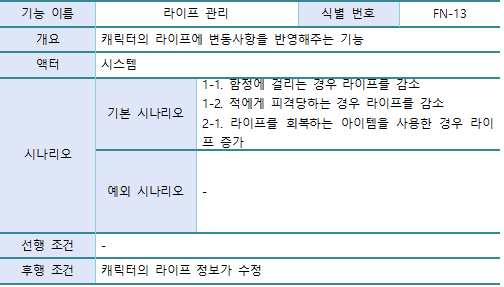 기능 이름 라이프 관리 식별 번호 FN-13
개요 캐릭터의 라이프에 변동사항을 반영해주는 기능
액터 시스템
시나리오 기본 시나리오
1-1. 함정에 걸리는 경우 라이프를 감소
1-2. 적에게 피격당하는 경우 라이프를 감소
2-1. 라이프를 회복하는 아이템을 사용한 경우 라이
프 증가
예외 시나리오 -
선행 조건 -
후행 조건 캐릭터의 라이프 정보가 수정